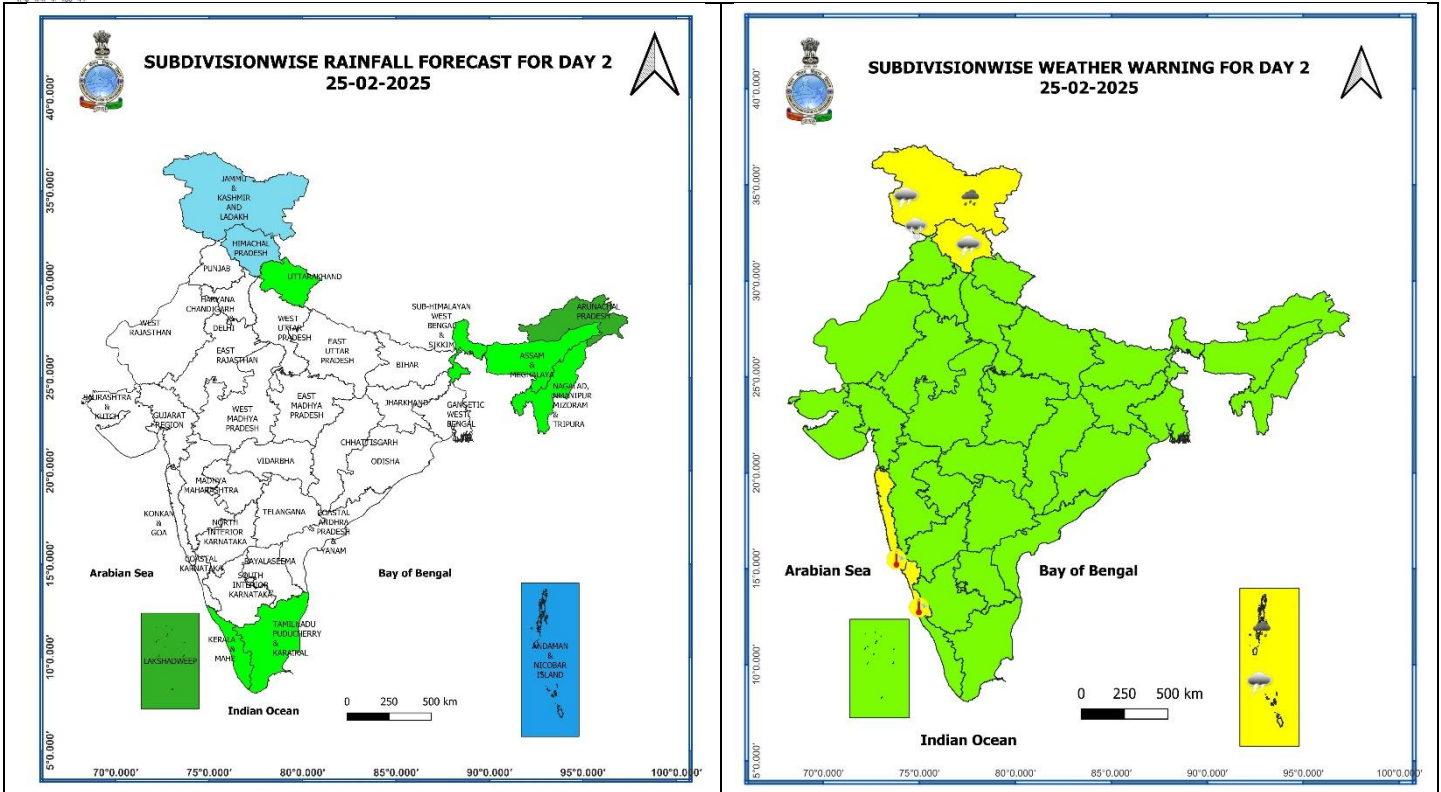 SUBDIVISIONWISE RAINFALL FORECAST FOR DAY 2
25-02-2025
40°0.000'
35°0.000'
30°0.000'
25°0.000'
20°0.000'
15°0.000'
10°0.000'
5°0.000'
JAMMU
&
KASHMIR
AND
LADAKH
HIMACHAL
PRADESH
PUNJAB
UTTARAKHAND
HARYANA
CHANDIGARH
&
DELHI
WEST
RAJASTHAN
WEST
UTTAR
PRADESH
SUB-HIMALAYAN
WEST
BENGAL
&
SIKKIM
ARUNACHAL
PRADESH
EAST
RAJASTHAN
EAST
UTTAR
PRADESH
BIHAR
ASSAM
&
MEGHALAYA
SAURASHTRA
&
KUTCH
GUJARAT
REGION
WEST
MADHYA
PRADESH
EAST
MADHYA
PRADESH
JHARKHAND
GANGETIC
WEST
BENGAL
MIZORAM
&
TRIPURA
CHHATTISGARH
VIDARBHA
ODISHA
MADHYA
MAHARASHTRA
KONKAN
&
GOA
NORTH
INTERIOR
KARNATAKA
TELANGANA
COASTAL
ANDHRA
PRADESH
&
YANAM
COASTAL
KARNATAKA
RAYALASEEMA
SOUTH
INTERIOR
KARNATAKA
Arabian Sea
Bay of Bengal
LAKSHADWEEP
KERALA
&
MAHE
TAMILNADU
PUDUCHERRY
&
KARAIKAL
ANDAMAN
&
NICOBAR
ISLAND
Indian Ocean
0 250 500 km
70°0.000' 75°0.000' 80°0.000' 85°0.000' 90°0.000' 95°0.000' 100°0.000'
SUBDIVISIONWISE WEATHER WARNING FOR DAY 2
25-02-2025
40°0.000'
35°0.000'
30°0.000'
25°0.000'
20°0.000'
15°0.000'
10°0.000'
5°0.000'
Arabian Sea
Bay of Bengal
0 250 500 km
Indian Ocean
70°0.000' 75°0.000' 80°0.000' 85°0.000' 90°0.000' 95°0.000' 100°0.000'